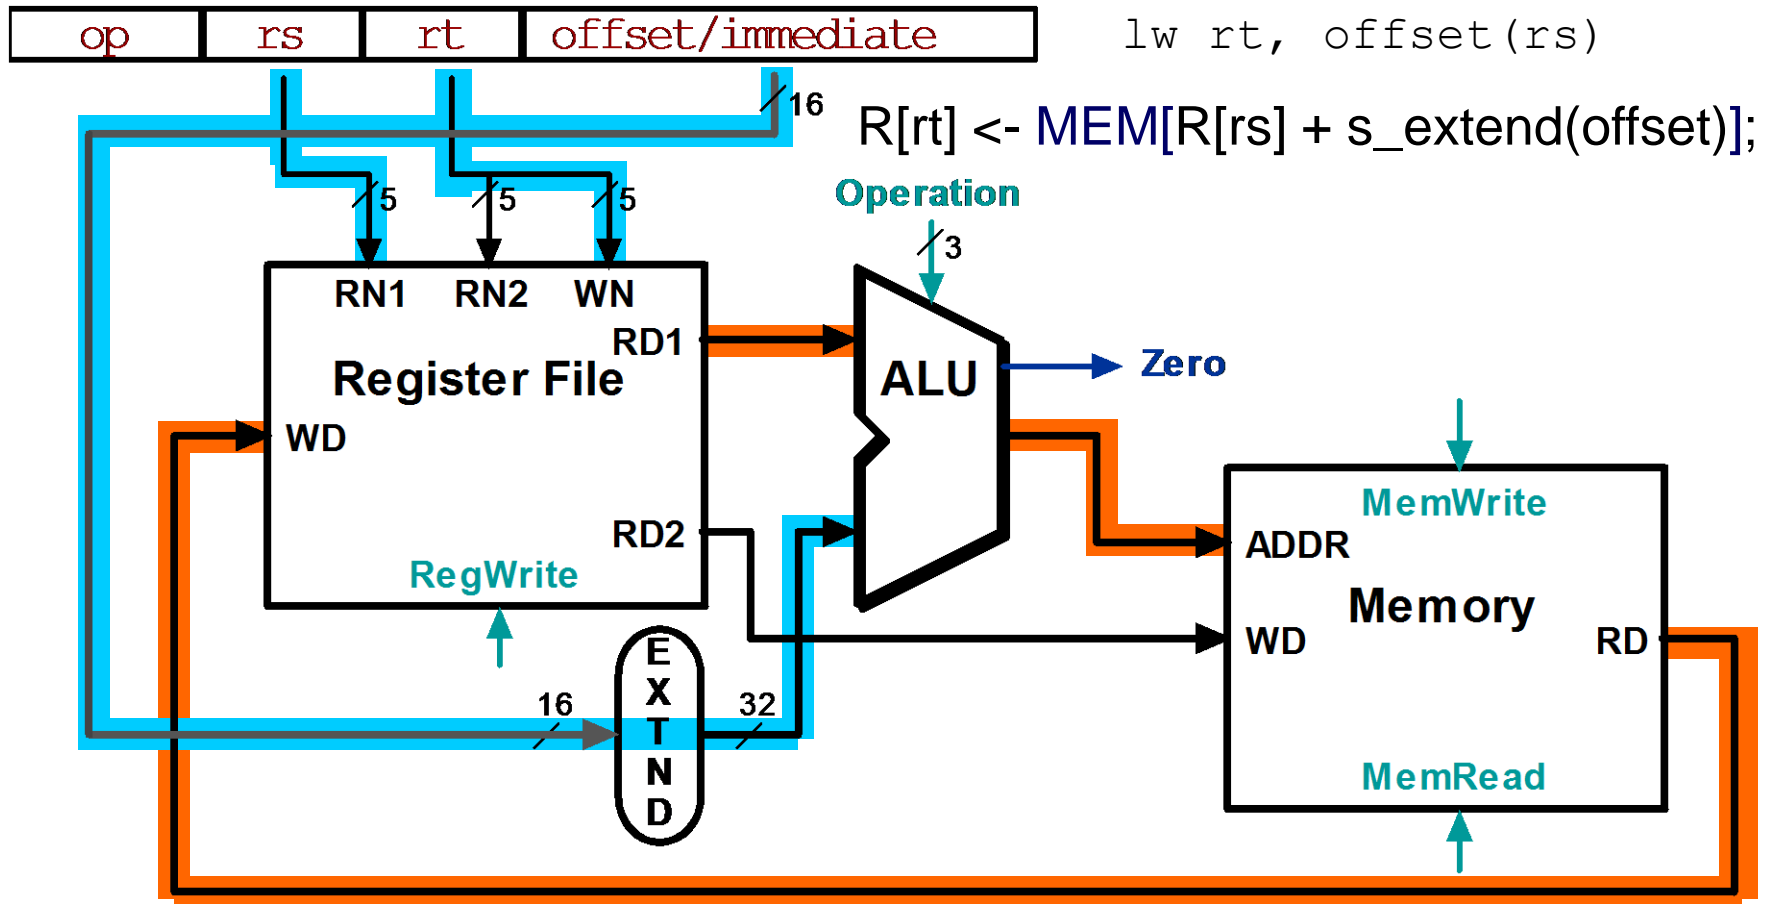 op rs rt offset/immediate
lw rt, offset(rs)
16
R[rt] <- MEM[R[rs] + s_extend(offset)];
5 5 5
Operation
3
RN1 RN2 WN
RD1
Register File
ALU
Zero
WD
MemWrite
RD2
ADDR
RegWrite
Memory
WD
RD
EXTND
16
32
MemRead